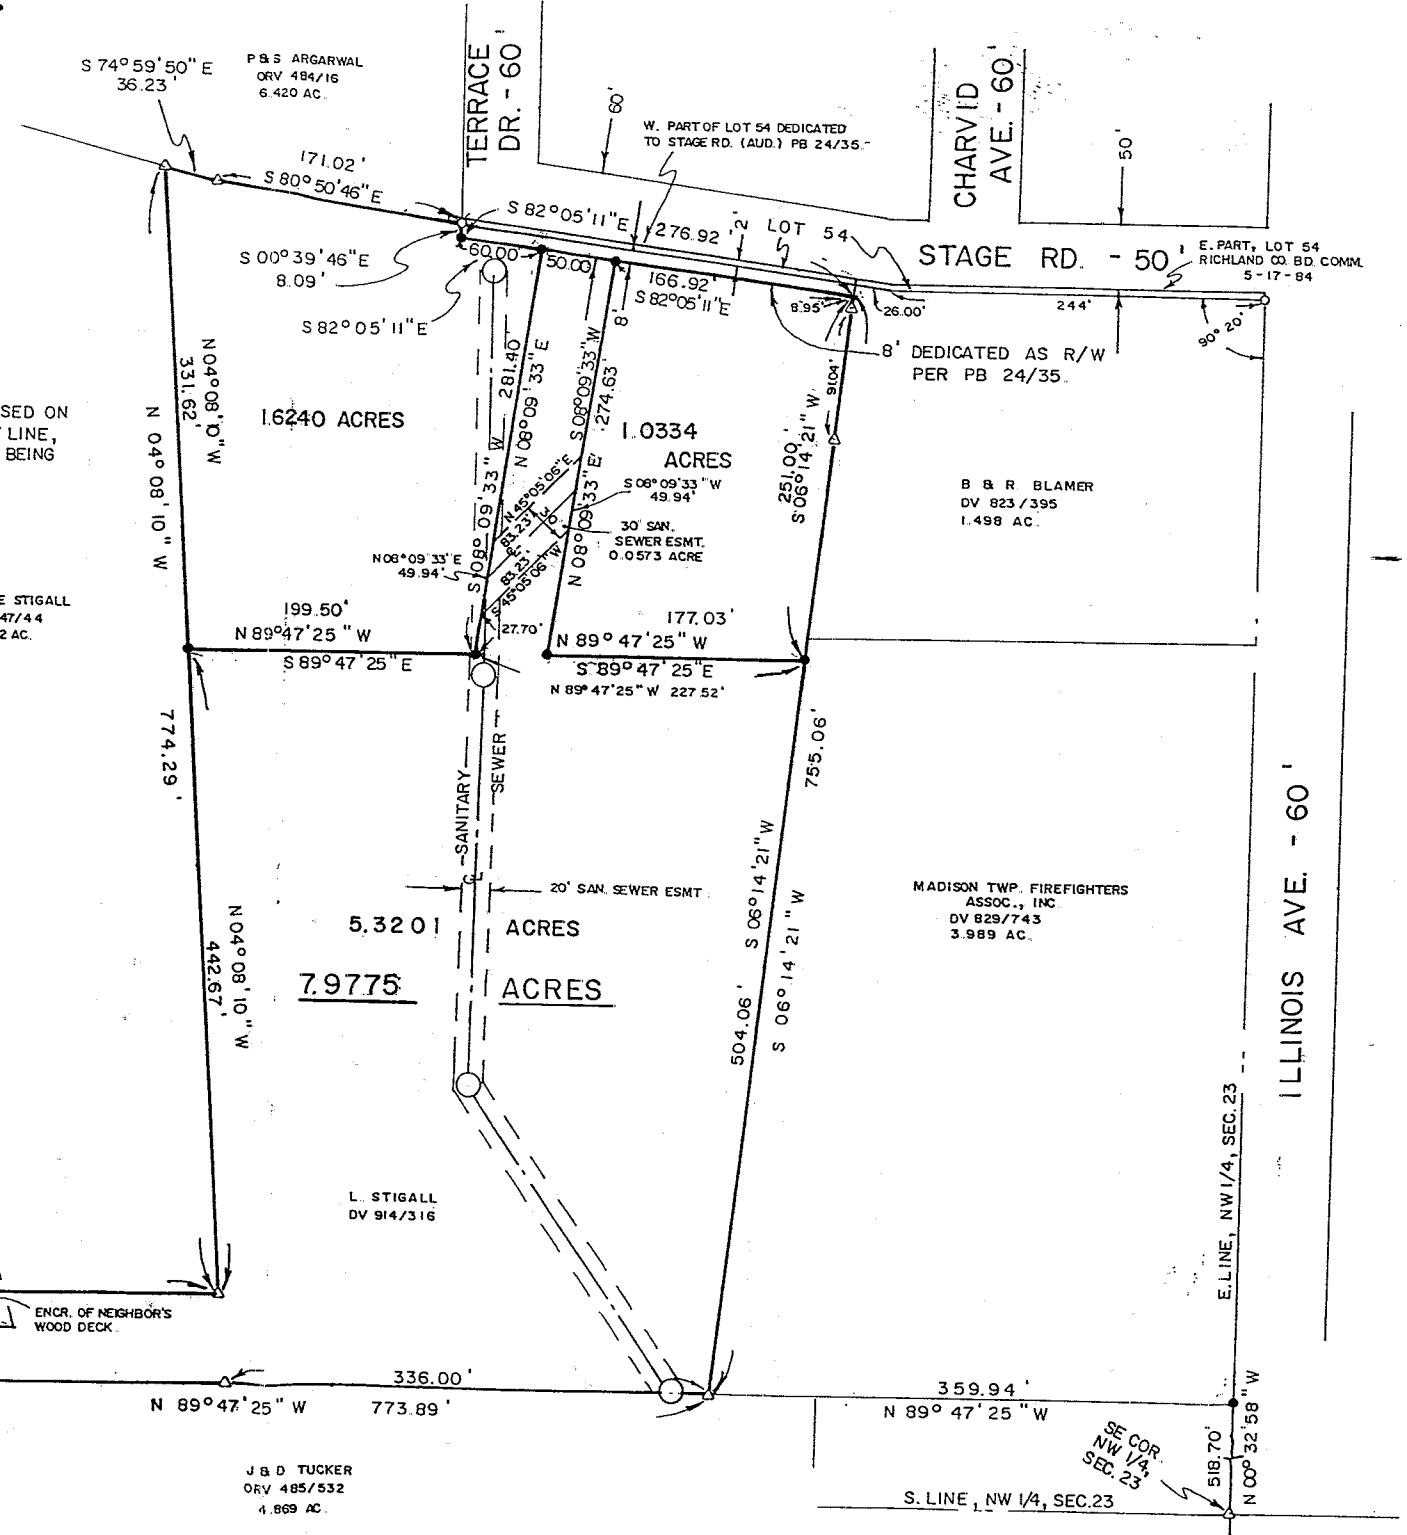 S 74°59'50" E
36.23'
P & S ARGARWAL
ORV 484/16
6.420 AC.
TERRACE
DR. - 60'
60'
W. PART OF LOT 54 DEDICATED
TO STAGE RD. (AUD.) PB 24/35.
CHARVID
AVE. - 60'
50'
171.02'
S 80°50'46" E
S 82°05'11" E
276.92'
2'
LOT 54
STAGE RD. - 50'
E. PART, LOT 54
RICHLAND CO. BD. COMM.
5-17-84
S 00°39'46" E
8.09'
60.00'
50.00'
166.92'
S 82°05'11" E
8'
8.95'
26.00'
244'
90° 20'
S 82°05'11" E
8' DEDICATED AS R/W
PER PB 24/35.
N 04°08'10" W
331.62'
N 04°08'10" W
774.29'
SED ON
LINE,
BEING
1.6240 ACRES
281.40'
N 08°09'33" E
S 08°09'33" W
274.63'
1.0334
ACRES
91.04'
251.00'
S 06°14'21" W
B & R BLAMER
DV 823/395
1.498 AC.
S 08°09'33" W
N 45°05'06" E
83.23'
30'
83.23'
S 45°05'06" W
S 08°09'33" W
49.94'
30' SAN.
SEWER ESMT.
0.0573 ACRE
N 08°09'33" E
N 08°09'33" E
49.94'
E STIGALL
47/44
2 AC.
199.50'
N 89°47'25" W
S 89°47'25" E
27.70'
177.03'
N 89°47'25" W
S 89°47'25" E
N 89°47'25" W 227.52'
755.06'
SANITARY
SEWER
20' SAN. SEWER ESMT.
5.3201 ACRES
7.9775 ACRES
N 04°08'10" W
442.67'
S 06°14'21" W
504.06'
S 06°14'21" W
MADISON TWP. FIREFIGHTERS
ASSOC., INC.
DV 829/743
3.989 AC.
ILLINOIS AVE. - 60'
E. LINE, NW 1/4, SEC. 23
L. STIGALL
DV 914/316
ENCR. OF NEIGHBOR'S
WOOD DECK.
336.00'
N 89°47'25" W
773.89'
359.94'
N 89°47'25" W
518.70'
N 00°32'58" W
SE COR.
NW 1/4,
SEC. 23
S. LINE, NW 1/4, SEC. 23
J & D TUCKER
ORV 485/532
4.869 AC.